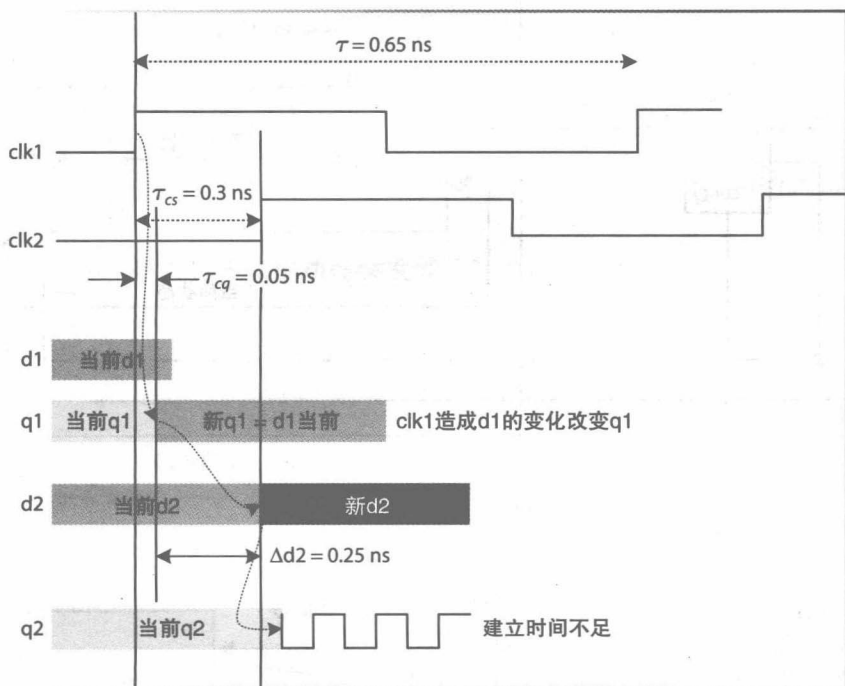 τ = 0.65 ns
clk1
τcs = 0.3 ns
clk2
τcq = 0.05 ns
d1 当前d1
q1 当前q1 新q1 = d1当前 clk1造成d1的变化改变q1
d2 当前d2 新d2
Δd2 = 0.25 ns
q2 当前q2 建立时间不足